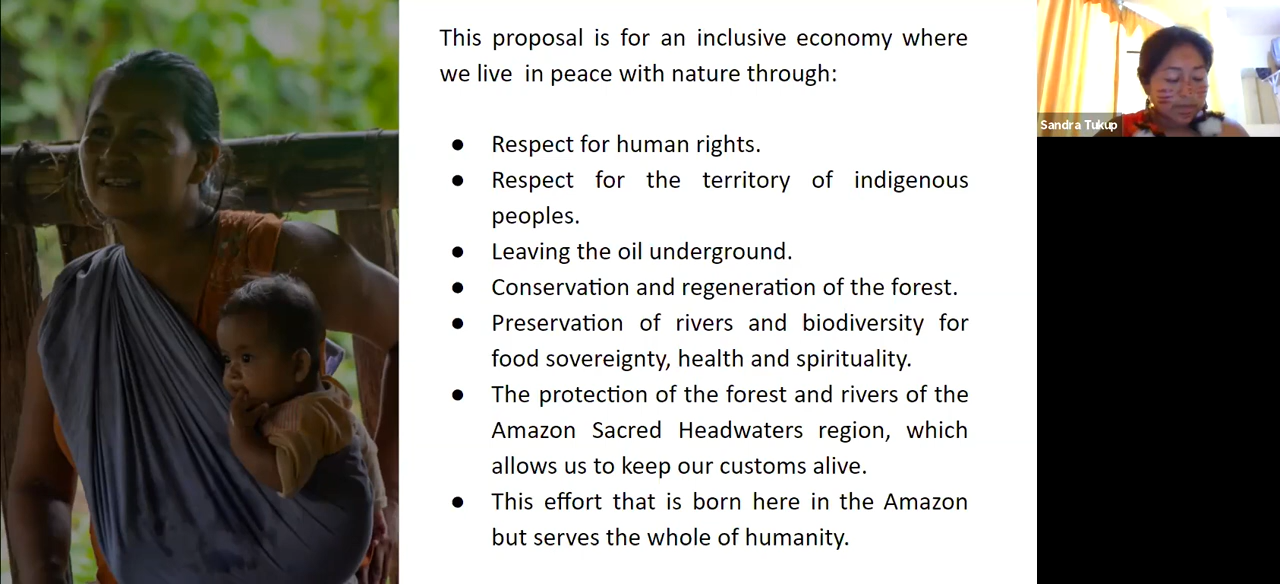 This proposal is for an inclusive economy where
we live in peace with nature through:
● Respect for human rights.
● Respect for the territory of indigenous
peoples.
● Leaving the oil underground.
● Conservation and regeneration of the forest.
● Preservation of rivers and biodiversity for
food sovereignty, health and spirituality.
● The protection of the forest and rivers of the
Amazon Sacred Headwaters region, which
allows us to keep our customs alive.
● This effort that is born here in the Amazon
but serves the whole of humanity.
Sandra Tukup